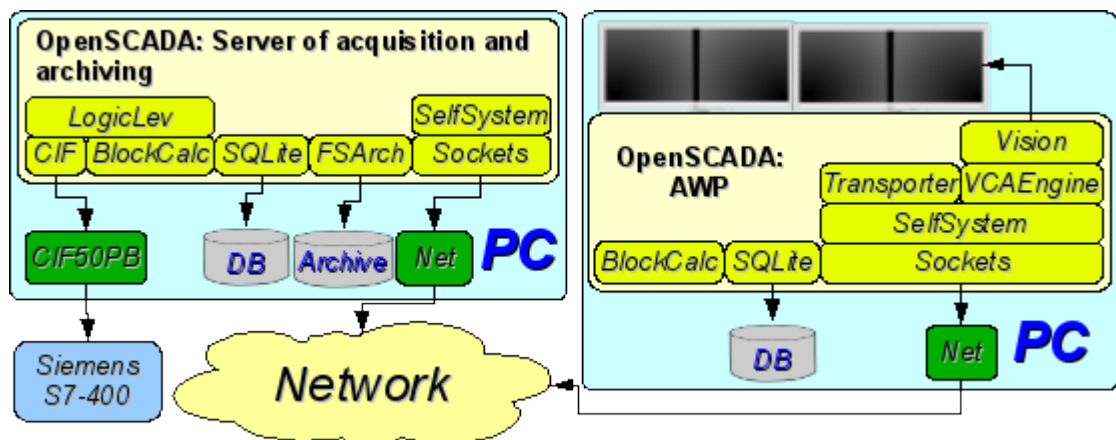 OpenSCADA: Server of acquisition and
archiving
LogicLev
SelfSystem
CIF
BlockCalc
SQLite
FSArch
Sockets
CIF50PB
DB
Archive
Net
PC
Siemens
S7-400
Network
OpenSCADA:
AWP
Vision
Transporter
VCAEngine
SelfSystem
BlockCalc
SQLite
Sockets
DB
Net
PC